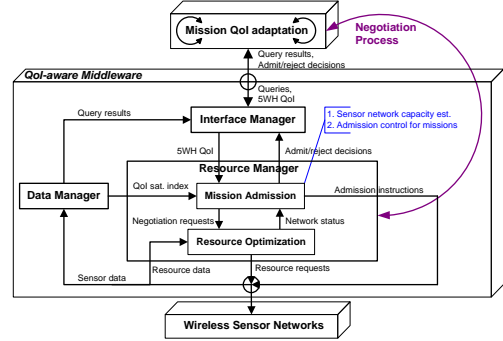 Mission QoI adaptation
Negotiation
Process
Query results,
Admit/reject decisions
QoI-aware Middleware
Queries,
5WH QoI
Query results
Interface Manager
1. Sensor network capacity est.
2. Admission control for missions
5WH QoI
Admit/reject decisions
Resource Manager
Data Manager
QoI sat. index
Mission Admission
Admission instructions
Negotiation requests
Network status
Resource Optimization
Sensor data
Resource data
Resource requests
Wireless Sensor Networks